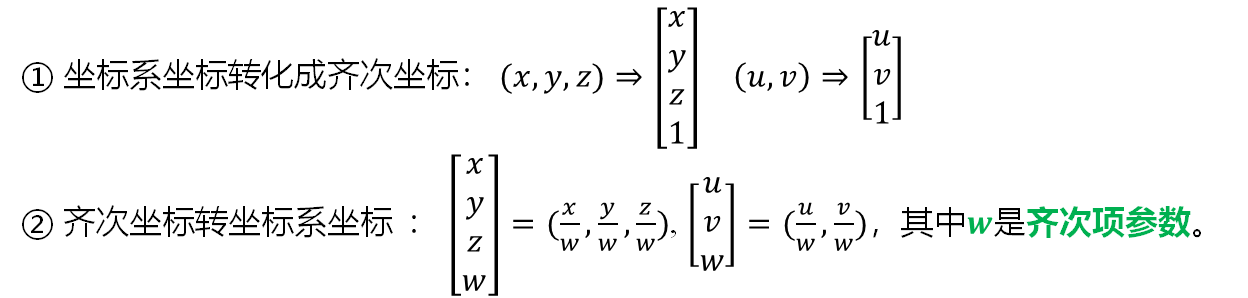 ① 坐标系坐标转化成齐次坐标： (x, y, z) ⇒ [x y z 1] (u, v) ⇒ [u v 1]
② 齐次坐标转坐标系坐标 ： [x y z w] = (x/w, y/w, z/w), [u v w] = (u/w, v/w)，其中w是齐次项参数。